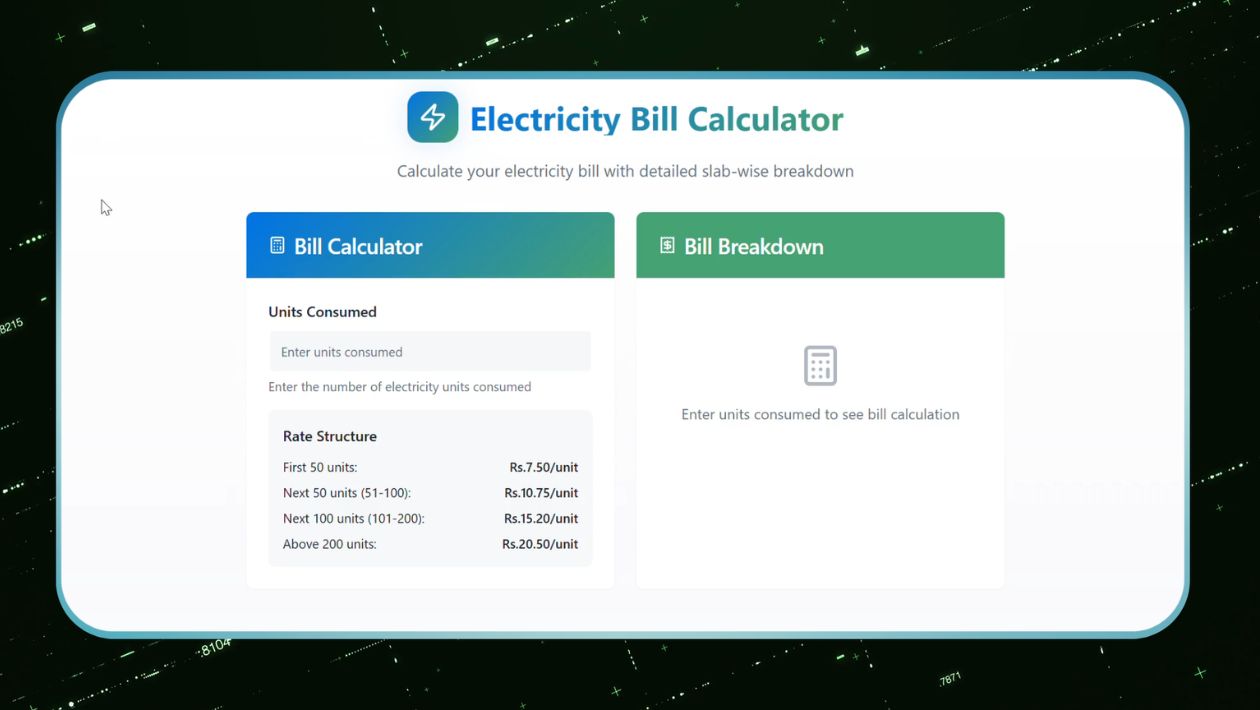 Electricity Bill Calculator
Calculate your electricity bill with detailed slab-wise breakdown
Bill Calculator
Units Consumed
Enter units consumed
Enter the number of electricity units consumed
Rate Structure
First 50 units: Rs.7.50/unit
Next 50 units (51-100): Rs.10.75/unit
Next 100 units (101-200): Rs.15.20/unit
Above 200 units: Rs.20.50/unit
Bill Breakdown
$
Enter units consumed to see bill calculation
8215
.8104
.7871